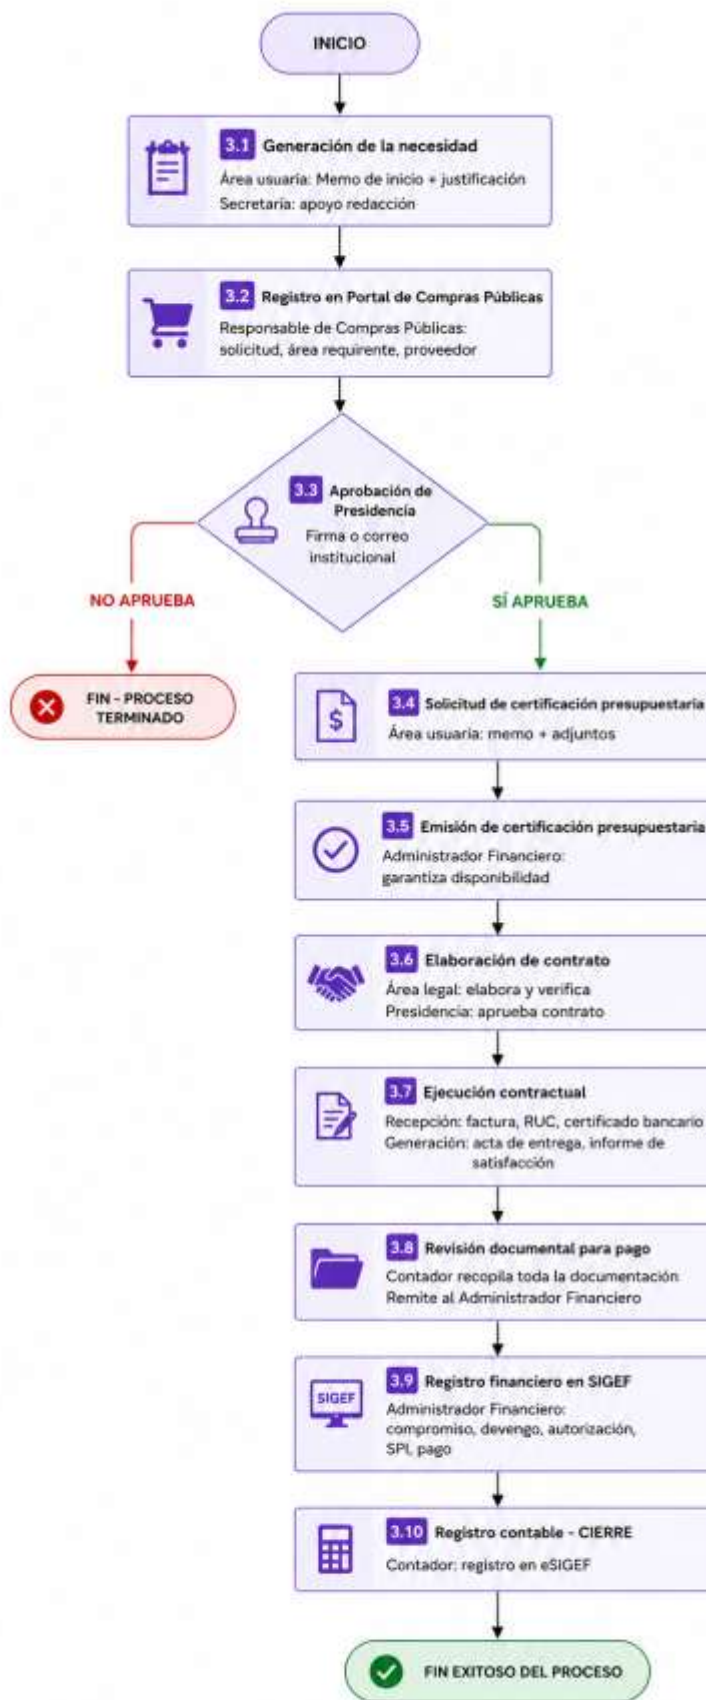 INICIO
3.1 Generación de la necesidad
Área usuaria: Memo de inicio + justificación
Secretaría: apoyo redacción
3.2 Registro en Portal de Compras Públicas
Responsable de Compras Públicas:
solicitud, área requirente, proveedor
3.3 Aprobación de
Presidencia
Firma o correo
institucional
NO APRUEBA
SÍ APRUEBA
FIN - PROCESO
TERMINADO
3.4 Solicitud de certificación presupuestaria
$
Área usuaria: memo + adjuntos
3.5 Emisión de certificación presupuestaria
Administrador Financiero:
garantiza disponibilidad
3.6 Elaboración de contrato
Área legal: elabora y verifica
Presidencia: aprueba contrato
3.7 Ejecución contractual
Recepción: factura, RUC, certificado bancario
Generación: acta de entrega, informe de
satisfacción
3.8 Revisión documental para pago
Contador recopila toda la documentación
Remite al Administrador Financiero
3.9 Registro financiero en SIGEF
SIGEF
Administrador Financiero:
compromiso, devengo, autorización,
SPI, pago
3.10 Registro contable - CIERRE
Contador: registro en eSIGEF
FIN EXITOSO DEL PROCESO